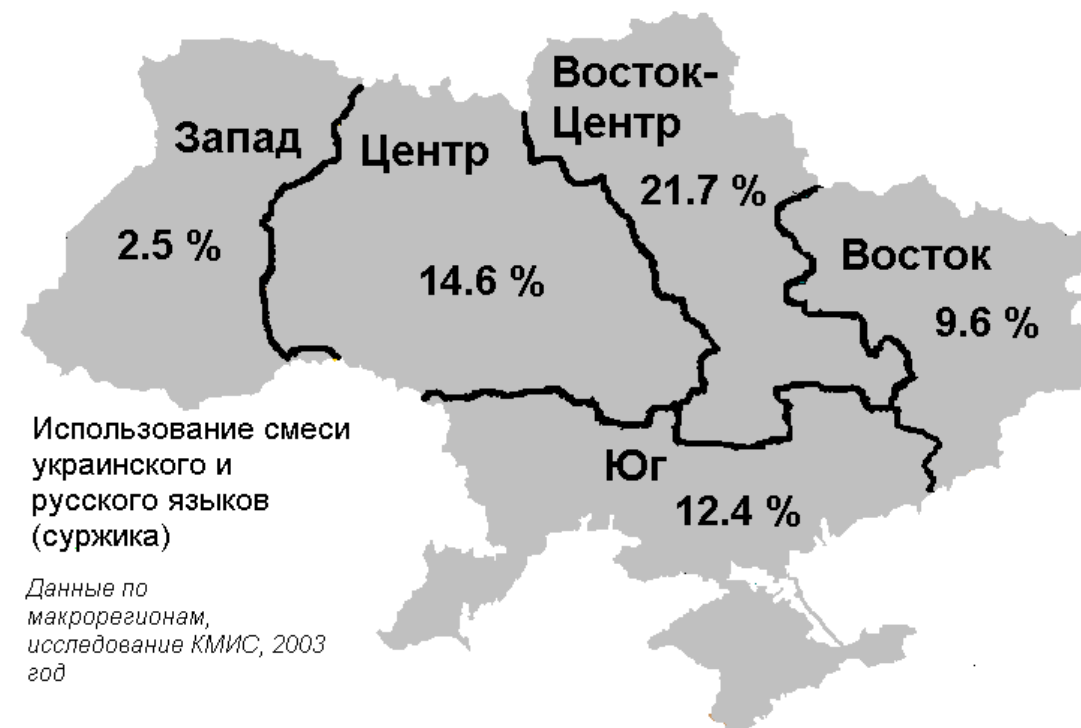 Восток-
Центр
21.7 %
Запад
2.5 %
Центр
14.6 %
Восток
9.6 %
Юг
12.4 %
Использование смеси
украинского и
русского языков
(суржика)
Данные по
макрорегионам,
исследование КМИС, 2003
год